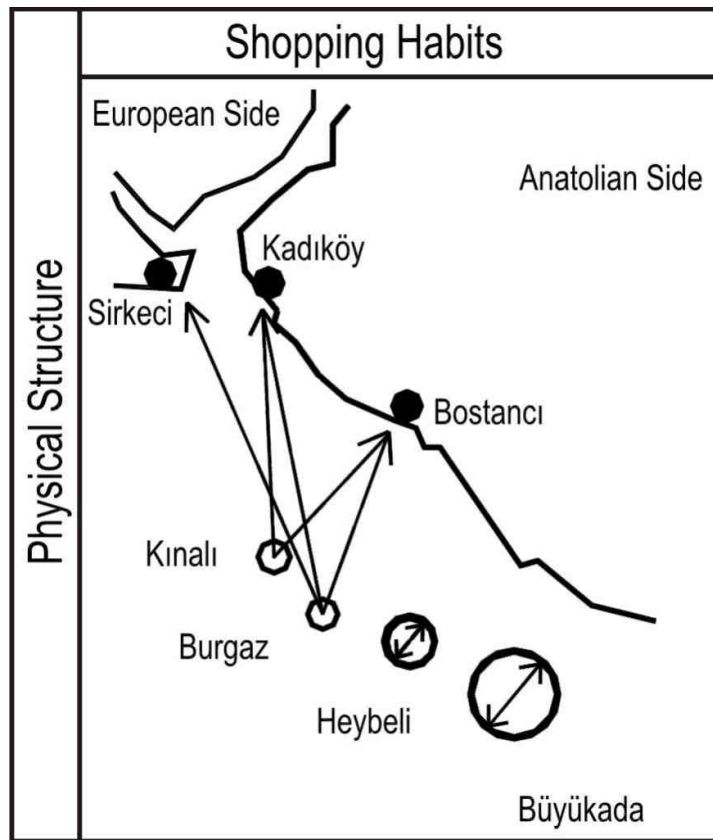 Shopping Habits
Physical Structure
European Side
Anatolian Side
Kadıköy
Sirkeci
Bostancı
Kınalı
Burgaz
Heybeli
Büyükada